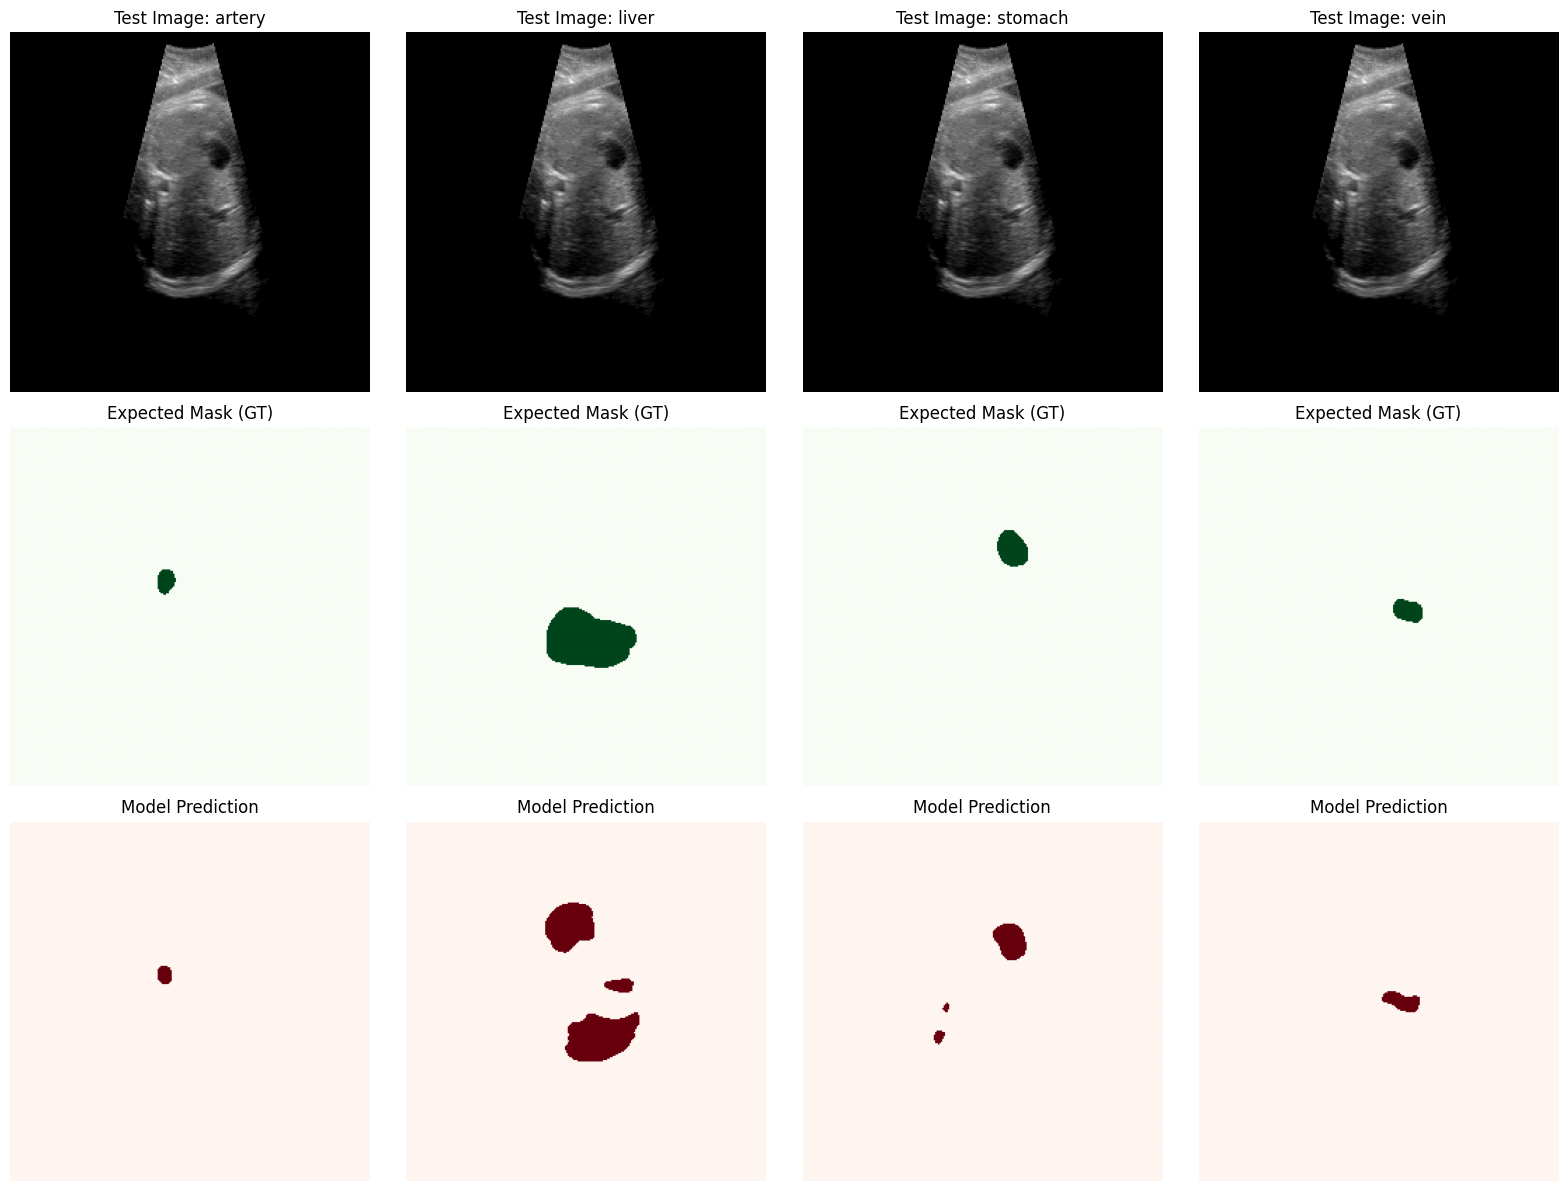 Test Image: artery
Test Image: liver
Test Image: stomach
Test Image: vein
Expected Mask (GT)
Expected Mask (GT)
Expected Mask (GT)
Expected Mask (GT)
Model Prediction
Model Prediction
Model Prediction
Model Prediction